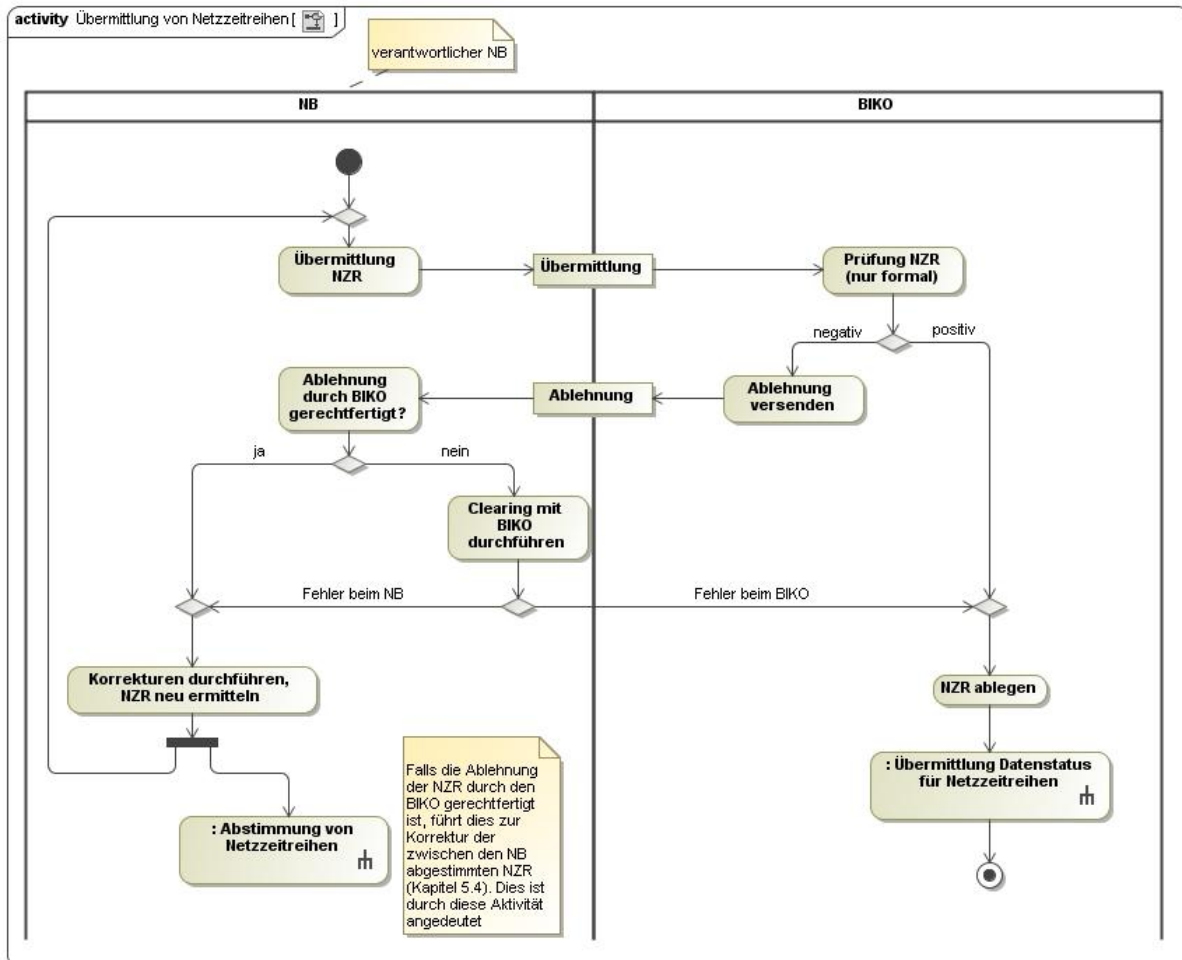 activity Übermittlung von Netzzeitreihen [ ]
verantwortlicher NB
NB
BIKO
Übermittlung
NZR
Übermittlung
Prüfung NZR
(nur formal)
negativ
positiv
Ablehnung
durch BIKO
gerechtfertigt?
Ablehnung
Ablehnung
versenden
ja
nein
Clearing mit
BIKO
durchführen
Fehler beim NB
Fehler beim BIKO
Korrekturen durchführen,
NZR neu ermitteln
NZR ablegen
Falls die Ablehnung
der NZR durch den
BIKO gerechtfertigt
ist, führt dies zur
Korrektur der
zwischen den NB
abgestimmten NZR
(Kapitel 5.4). Dies ist
durch diese Aktivität
angedeutet
: Übermittlung Datenstatus
für Netzzeitreihen
: Abstimmung von
Netzzeitreihen